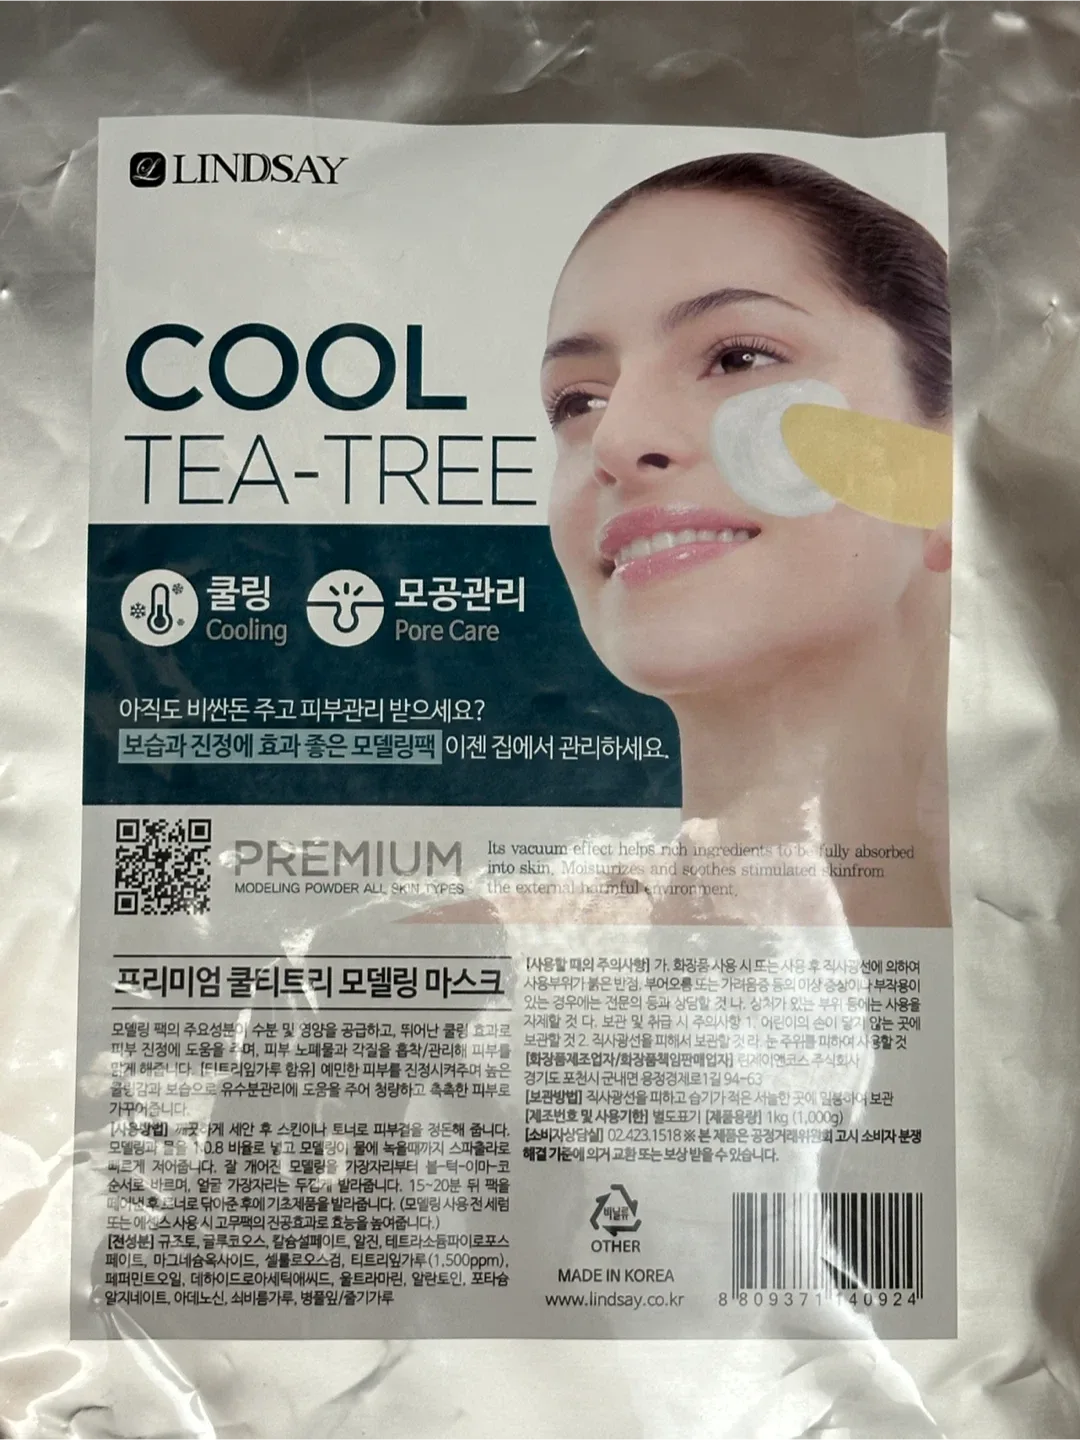 LINDSAY
COOL
TEA-TREE
쿨링
Cooling
모공관리
Pore Care
아직도 비싼돈 주고 피부관리 받으세요?
보습과 진정에 효과 좋은 모델링팩 이젠 집에서 관리하세요.
PREMIUM
MODELING POWDER ALL SKIN TYPES
Its vacuum effect helps rich ingredients to be fully absorbed
into skin, Moisturizes and soothes stimulated skinfrom
the external harmful environment,
프리미엄 쿨티트리 모델링 마스크
모델링 팩의 주요성분이 수분 및 영양을 공급하고, 뛰어난 쿨링 효과로
피부 진정에 도움을 주며, 피부 노폐물과 각질을 흡착/관리해 피부를
맑게 해줍니다. [티트리잎가루 함유] 예민한 피부를 진정시켜주며 높은
쿨링감과 보습으로 유수분관리에 도움을 주어 청량하고 촉촉한 피부로
가꾸어줍니다.
[사용방법] 깨끗하게 세안 후 스킨이나 토너로 피부결을 정돈해 줍니다.
모델링과 물을 1:0.8 비율로 넣고 모델링이 물에 녹을때까지 스파츌라로
빠르게 저어줍니다. 잘 개어진 모델링을 가장자리부터 볼-턱-이마-코
순서로 바르며, 얼굴 가장자리는 두껍게 발라줍니다. 15~20분 뒤 팩을
떼어낸 후 토너로 닦아준 후에 기초제품을 발라줍니다. (모델링 사용 전 세럼
또는 에센스 사용 시 고무팩의 진공효과로 효능을 높여줍니다.)
[전성분] 규조토, 글루코오스, 칼슘설페이트, 알진, 테트라소듐파이로포스
페이트, 마그네슘옥사이드, 셀룰로오스검, 티트리잎가루(1,500ppm),
페퍼민트오일, 데하이드로아세틱애씨드, 울트라마린, 알란토인, 포타슘
알지네이트, 아데노신, 쇠비름가루, 병풀잎/줄기가루
[사용할 때의 주의사항] 가. 화장품 사용 시 또는 사용 후 직사광선에 의하여
사용부위가 붉은 반점, 부어오름 또는 가려움증 등의 이상 증상이나 부작용이
있는 경우에는 전문의 등과 상담할 것 나. 상처가 있는 부위 등에는 사용을
자제할 것 다. 보관 및 취급 시 주의사항 1. 어린이의 손이 닿지 않는 곳에
보관할 것 2. 직사광선을 피해서 보관할 것 라. 눈 주위를 피하여 사용할 것
[화장품제조업자/화장품책임판매업자] 린제이앤코스 주식회사
경기도 포천시 군내면 용정경제로1길 94-63
[보관방법] 직사광선을 피하고 습기가 적은 서늘한 곳에 밀봉하여 보관
[제조번호 및 사용기한] 별도표기 [제품용량] 1kg (1,000g)
[소비자상담실] 02.423.1518 ※ 본 제품은 공정거래위원회 고시 소비자 분쟁
해결 기준에 의거 교환 또는 보상 받을 수 있습니다.
비닐류
OTHER
MADE IN KOREA
www.lindsay.co.kr
8 809371 140924